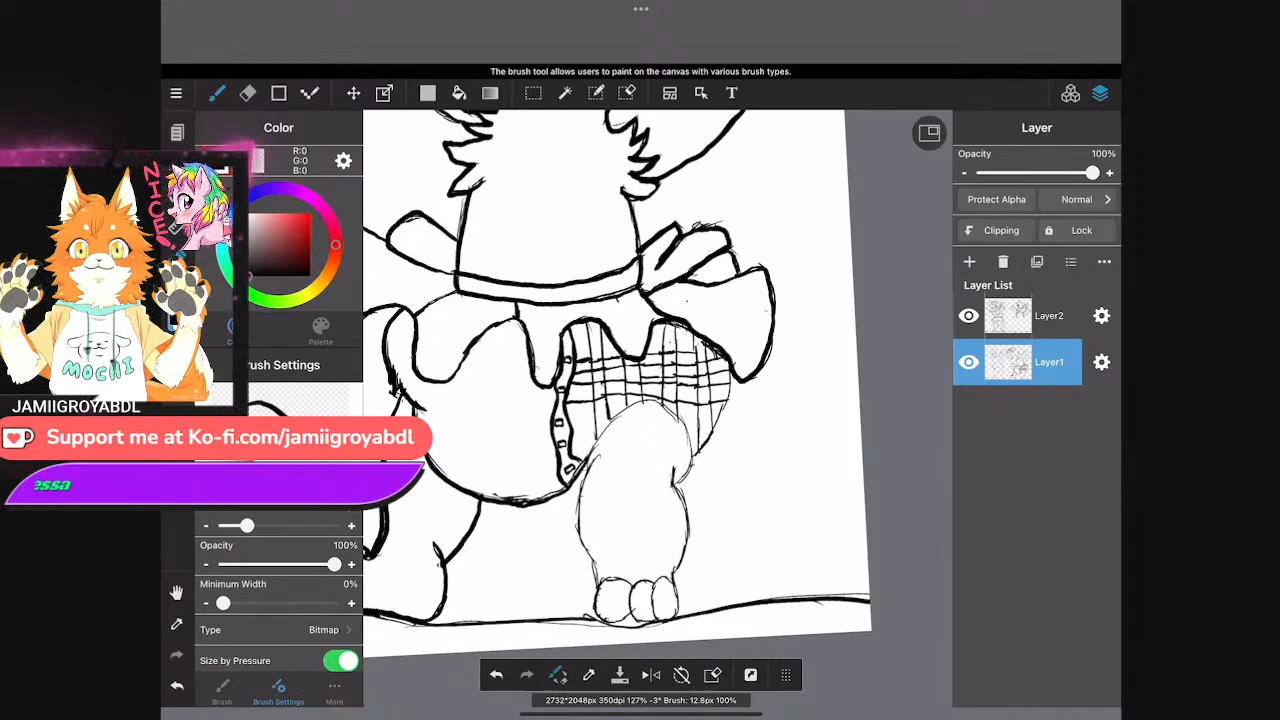 The brush tool allows users to paint on the canvas with various brush types.
Color
Layer
R:0
G:0
B:0
Opacity
100%
Protect Alpha
Normal
Clipping
Lock
Layer List
Layer2
Layer1
NICE!
MOCHI
Palette
JAMIIGROYABDL
Support me at Ko-fi.com/jamiigroyabdl
essa
Opacity
100%
Minimum Width
0%
Type
Bitmap
Size by Pressure
Brush
Brush Settings
More
2732*2048px 350dpi 127% -3° Brush: 12.8px 100%